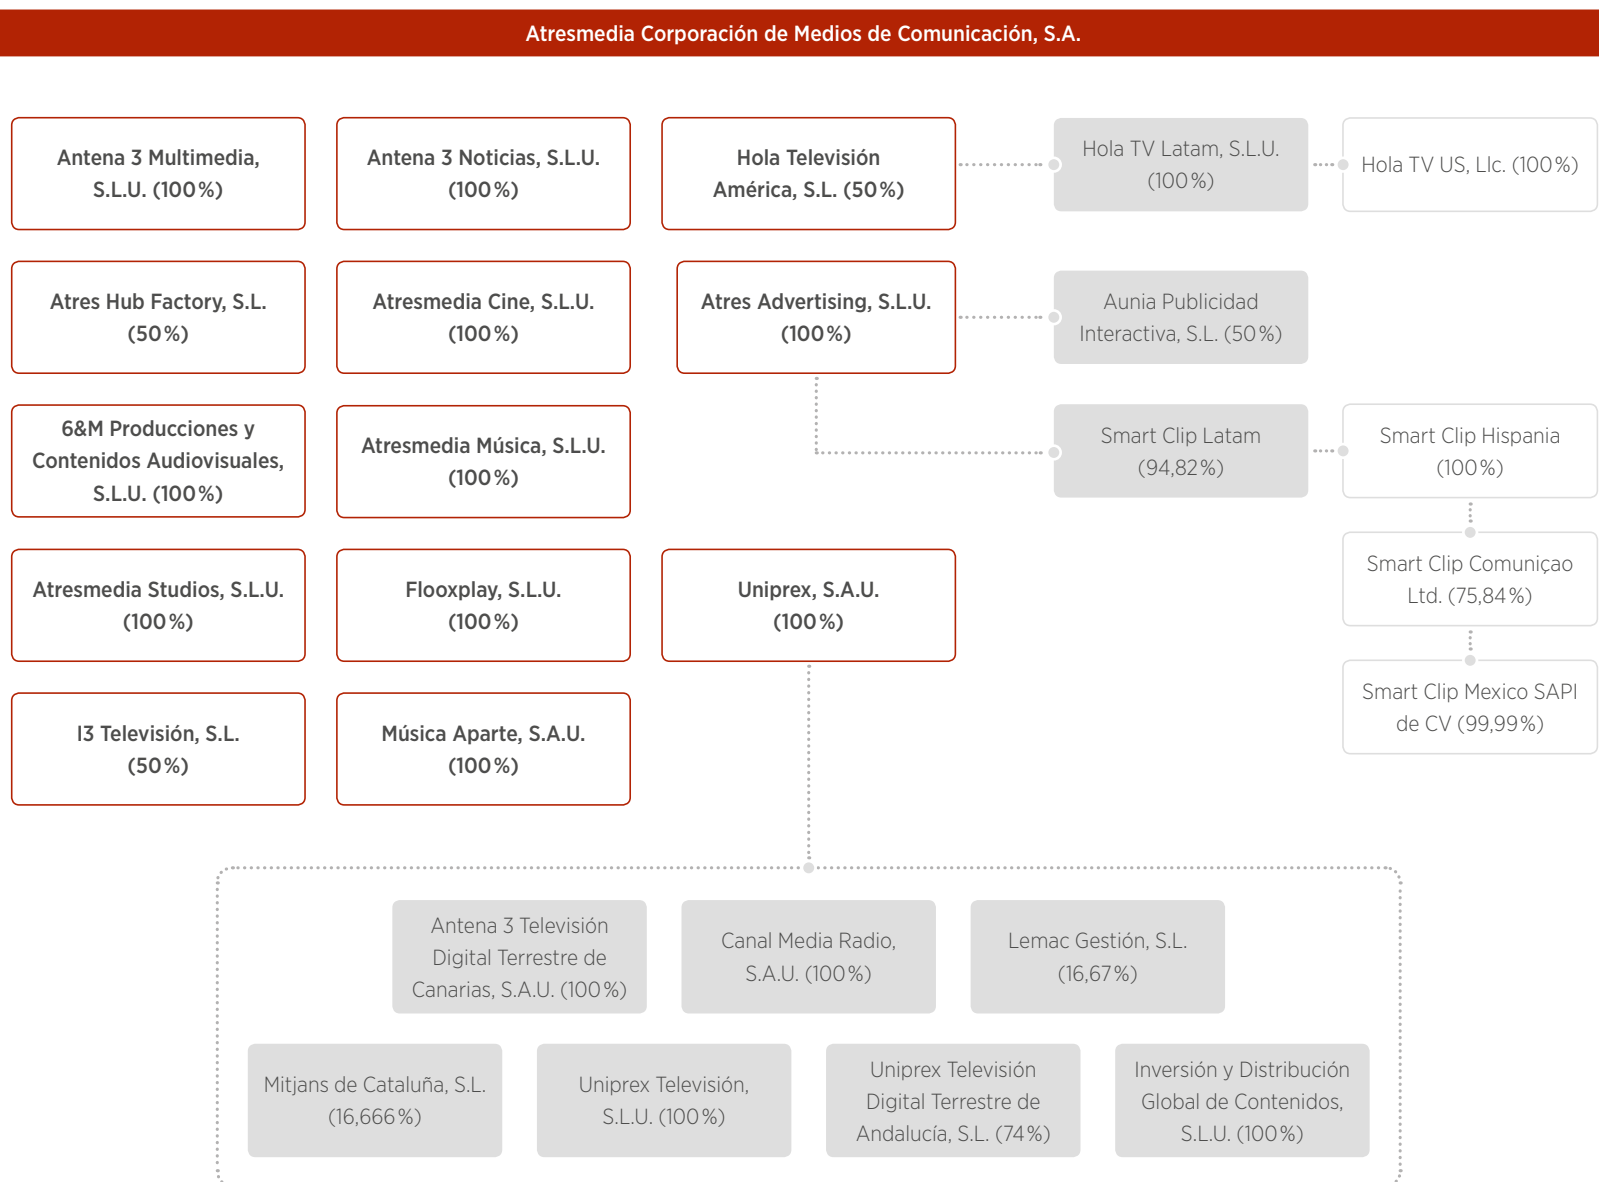 Atresmedia Corporación de Medios de Comunicación, S.A.
Antena 3 Multimedia,
S.L.U. (100%)
Antena 3 Noticias, S.L.U.
(100%)
Hola Televisión
América, S.L. (50%)
Hola TV Latam, S.L.U.
(100%)
Hola TV US, Llc. (100%)
Atres Hub Factory, S.L.
(50%)
Atresmedia Cine, S.L.U.
(100%)
Atres Advertising, S.L.U.
(100%)
Aunia Publicidad
Interactiva, S.L. (50%)
6&M Producciones y
Contenidos Audiovisuales,
S.L.U. (100%)
Atresmedia Música, S.L.U.
(100%)
Smart Clip Latam
(94,82%)
Smart Clip Hispania
(100%)
Smart Clip Comuniçao
Ltd. (75,84%)
Smart Clip Mexico SAPI
de CV (99,99%)
Atresmedia Studios, S.L.U.
(100%)
Flooxplay, S.L.U.
(100%)
Uniprex, S.A.U.
(100%)
I3 Televisión, S.L.
(50%)
Música Aparte, S.A.U.
(100%)
Antena 3 Televisión
Digital Terrestre de
Canarias, S.A.U. (100%)
Canal Media Radio,
S.A.U. (100%)
Lemac Gestión, S.L.
(16,67%)
Mitjans de Cataluña, S.L.
(16,666%)
Uniprex Televisión,
S.L.U. (100%)
Uniprex Televisión
Digital Terrestre de
Andalucía, S.L. (74%)
Inversión y Distribución
Global de Contenidos,
S.L.U. (100%)